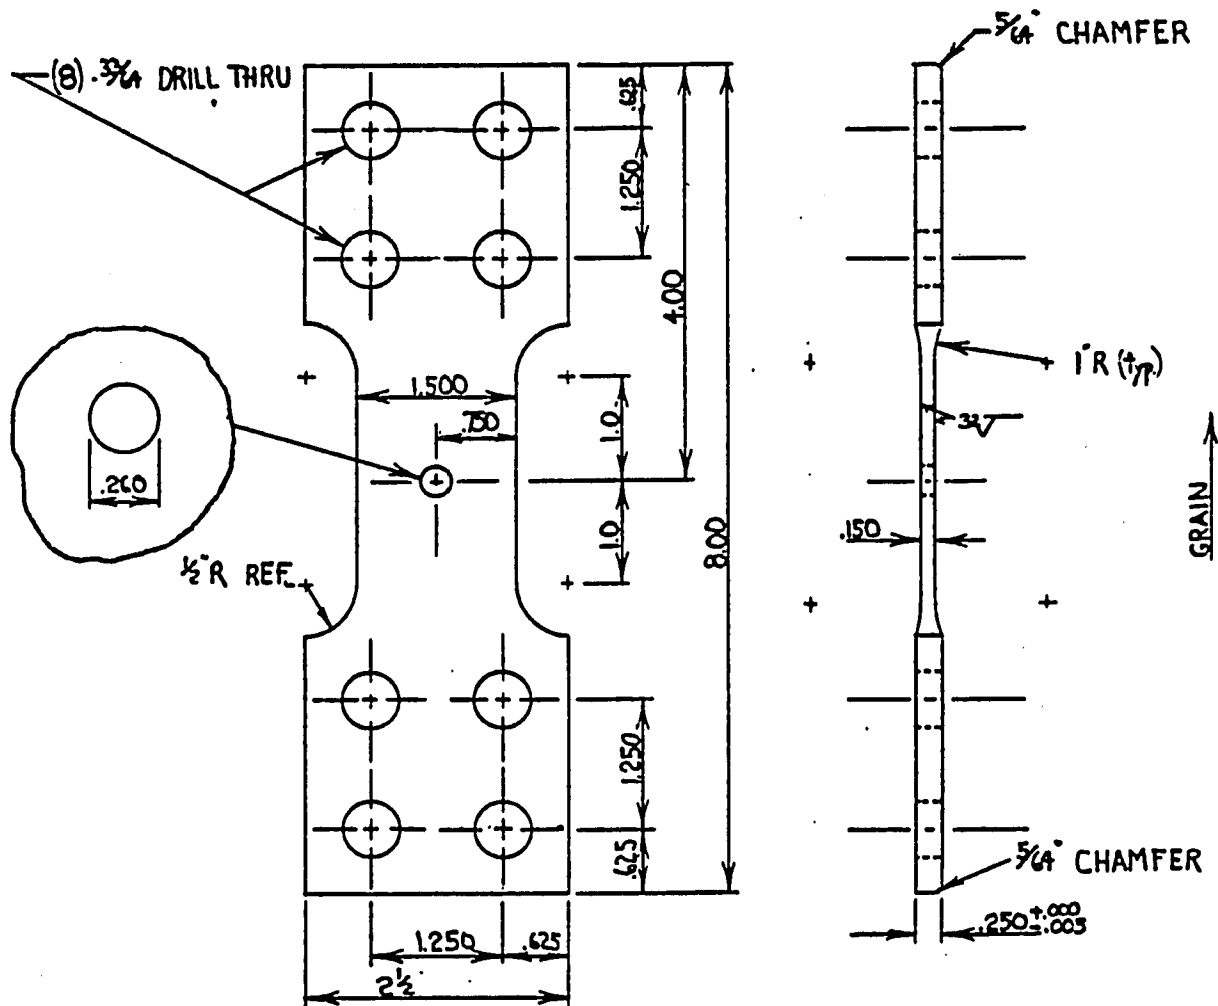 5/64" CHAMFER
(8) .33/64 DRILL THRU
.625
1.250
4.00
1"R (typ.)
1.500
.750
1.0
32√
.260
GRAIN
8.00
1.0
.150
1/2"R REF.
1.250
.625
5/64" CHAMFER
.250 +.000 -.003
1.250
.625
2 1/2